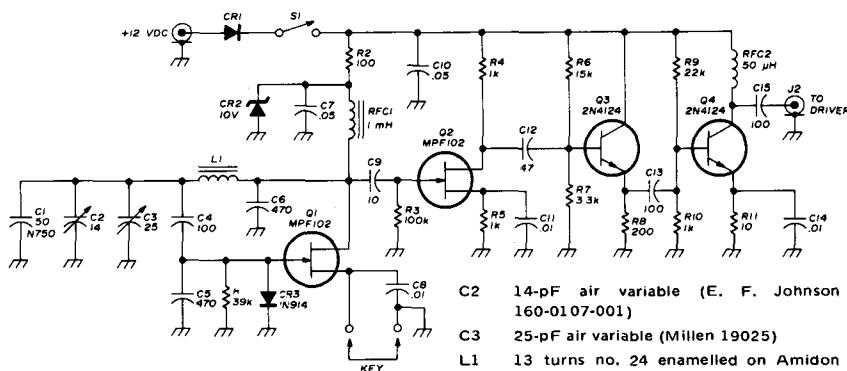 +12 VDC
CR1
S1
R2
100
CR2
10V
C7
.05
RFC1
1 mH
C10
.05
R4
1k
R6
15k
R9
22k
RFC2
50 µH
C15
100
J2
TO
DRIVER
Q3
2N4124
Q4
2N4124
Q2
MPF102
C12
47
L1
C9
10
C13
100
C1
50
N750
C2
14
C3
25
C4
100
C6
470
Q1
MPF102
R3
100k
R5
1k
C11
.01
R7
3.3k
R8
200
R10
1k
R11
10
C14
.01
C5
470
R
39k
CR3
1N914
C8
.01
KEY
C2 14-pF air variable (E. F. Johnson
160-0107-001)
C3 25-pF air variable (Millen 19025)
L1 13 turns no. 24 enamelled on Amidon